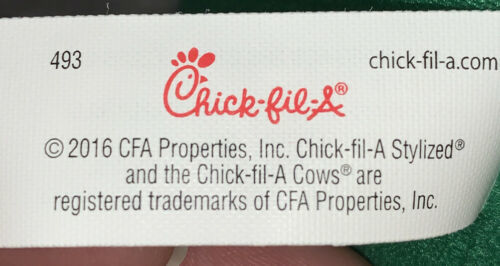 493
chick-fil-a.com
Chick-fil-A®
© 2016 CFA Properties, Inc. Chick-fil-A Stylized®
and the Chick-fil-A Cows® are
registered trademarks of CFA Properties, Inc.